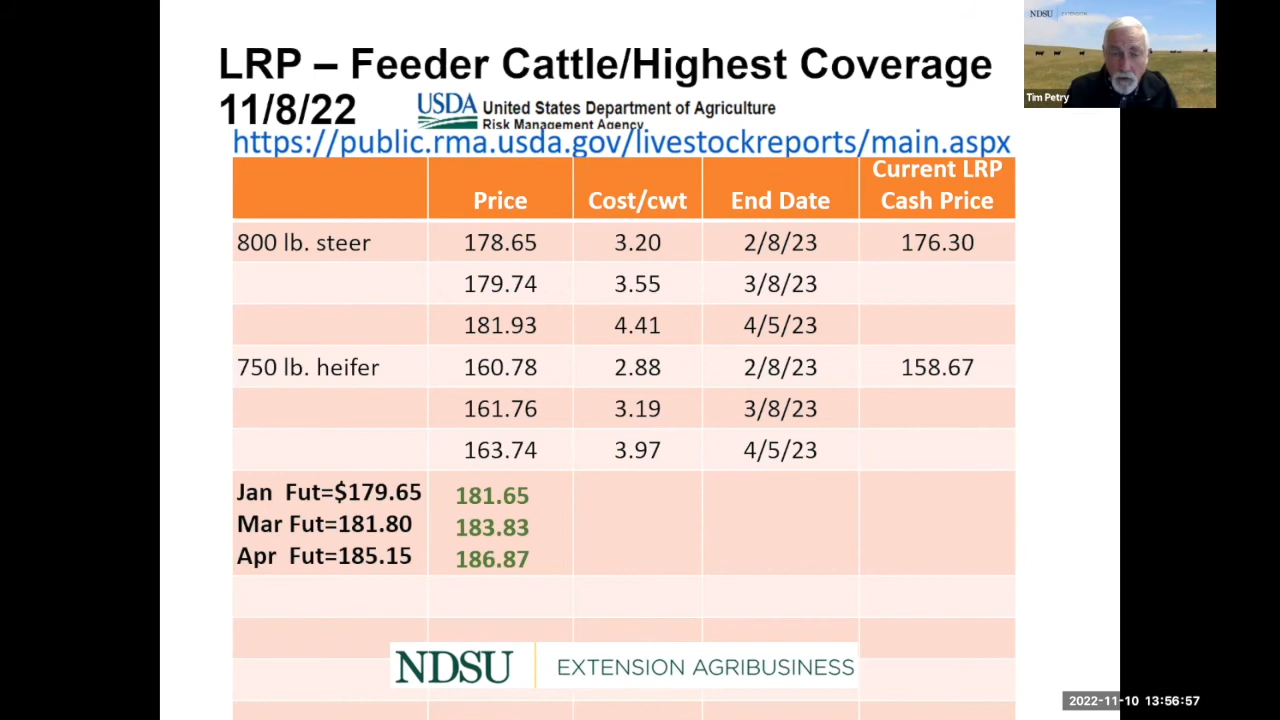 LRP – Feeder Cattle/Highest Coverage
11/8/22
USDA United States Department of Agriculture
Risk Management Agency
https://public.rma.usda.gov/livestockreports/main.aspx
Price Cost/cwt End Date Current LRP Cash Price
800 lb. steer 178.65 3.20 2/8/23 176.30
179.74 3.55 3/8/23
181.93 4.41 4/5/23
750 lb. heifer 160.78 2.88 2/8/23 158.67
161.76 3.19 3/8/23
163.74 3.97 4/5/23
Jan Fut=$179.65 181.65
Mar Fut=181.80 183.83
Apr Fut=185.15 186.87
NDSU EXTENSION AGRIBUSINESS
NDSU EXTENSION
Tim Petry
2022-11-10 13:56:57